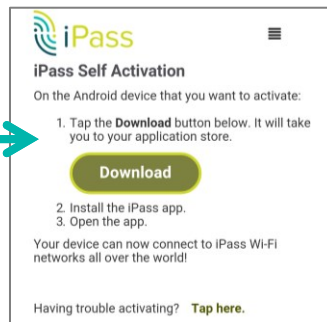 iPass
iPass Self Activation
On the Android device that you want to activate:
1. Tap the Download button below. It will take
you to your application store.
Download
2. Install the iPass app.
3. Open the app.
Your device can now connect to iPass Wi-Fi
networks all over the world!
Having trouble activating? Tap here.